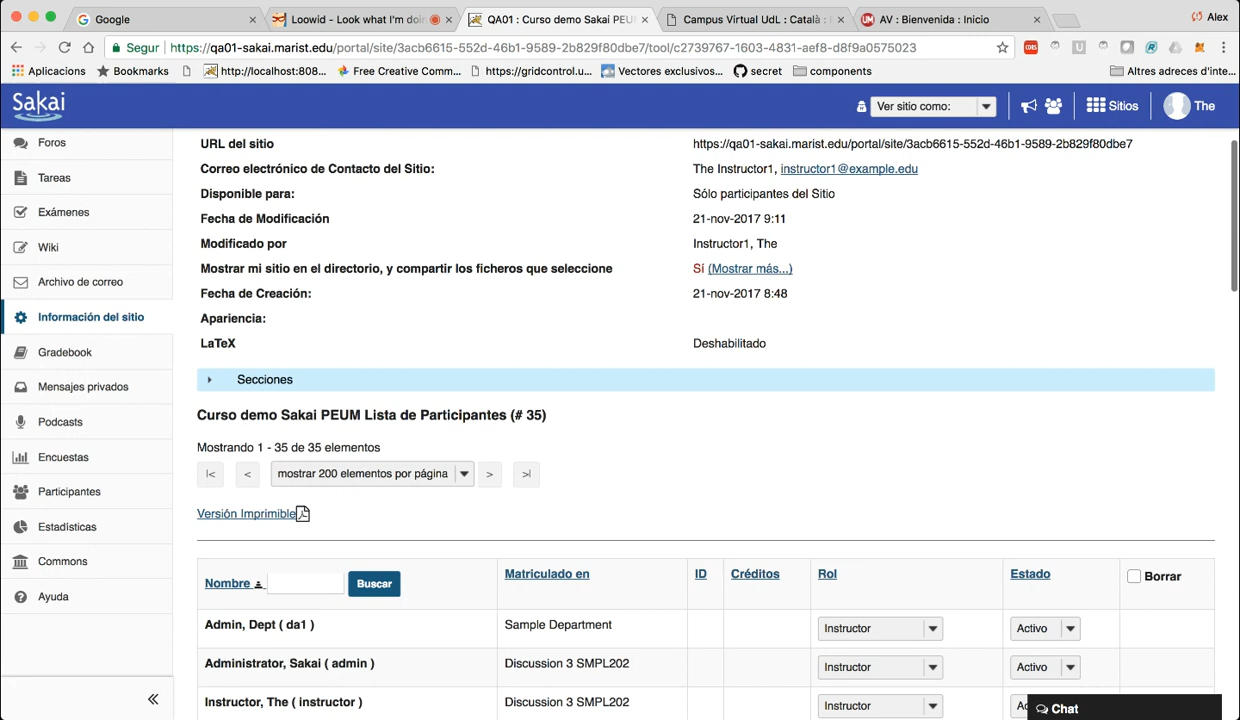 Google
Loowid - Look what I'm doin
QA01 : Curso demo Sakai PEU
Campus Virtual UdL : Català :
AV : Bienvenida : Inicio
Alex
Segur
https://qa01-sakai.marist.edu/portal/site/3acb6615-552d-46b1-9589-2b829f80dbe7/tool/c2739767-1603-4831-aef8-d8f9a0575023
Aplicacions
Bookmarks
http://localhost:808...
Free Creative Comm...
https://gridcontrol.u...
Vectores exclusivos...
secret
components
Altres adreces d'inte...
Sakai
Ver sitio como:
Sitios
The
Foros
Tareas
Exámenes
Wiki
Archivo de correo
Información del sitio
Gradebook
Mensajes privados
Podcasts
Encuestas
Participantes
Estadísticas
Commons
Ayuda
URL del sitio https://qa01-sakai.marist.edu/portal/site/3acb6615-552d-46b1-9589-2b829f80dbe7
Correo electrónico de Contacto del Sitio: The Instructor1, instructor1@example.edu
Disponible para: Sólo participantes del Sitio
Fecha de Modificación 21-nov-2017 9:11
Modificado por Instructor1, The
Mostrar mi sitio en el directorio, y compartir los ficheros que seleccione Sí (Mostrar más...)
Fecha de Creación: 21-nov-2017 8:48
Apariencia:
LaTeX Deshabilitado
Secciones
Curso demo Sakai PEUM Lista de Participantes (# 35)
Mostrando 1 - 35 de 35 elementos
|< < mostrar 200 elementos por página > >|
Versión Imprimible
Nombre Buscar Matriculado en ID Créditos Rol Estado Borrar
Admin, Dept ( da1 ) Sample Department Instructor Activo
Administrator, Sakai ( admin ) Discussion 3 SMPL202 Instructor Activo
Instructor, The ( instructor ) Discussion 3 SMPL202 Instructor
Chat